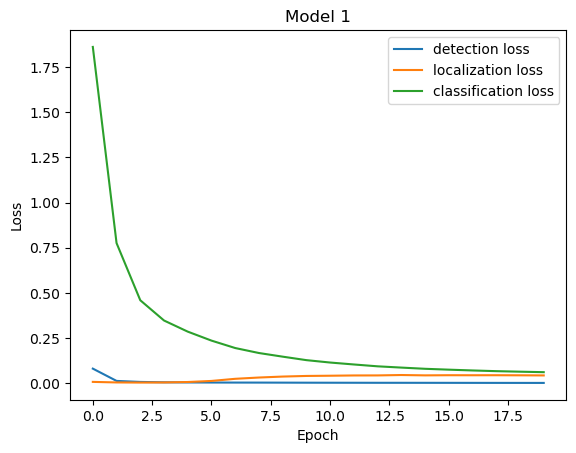 Model 1
detection loss
localization loss
classification loss
1.75
1.50
1.25
1.00
0.75
0.50
0.25
0.00
Loss
0.0 2.5 5.0 7.5 10.0 12.5 15.0 17.5
Epoch